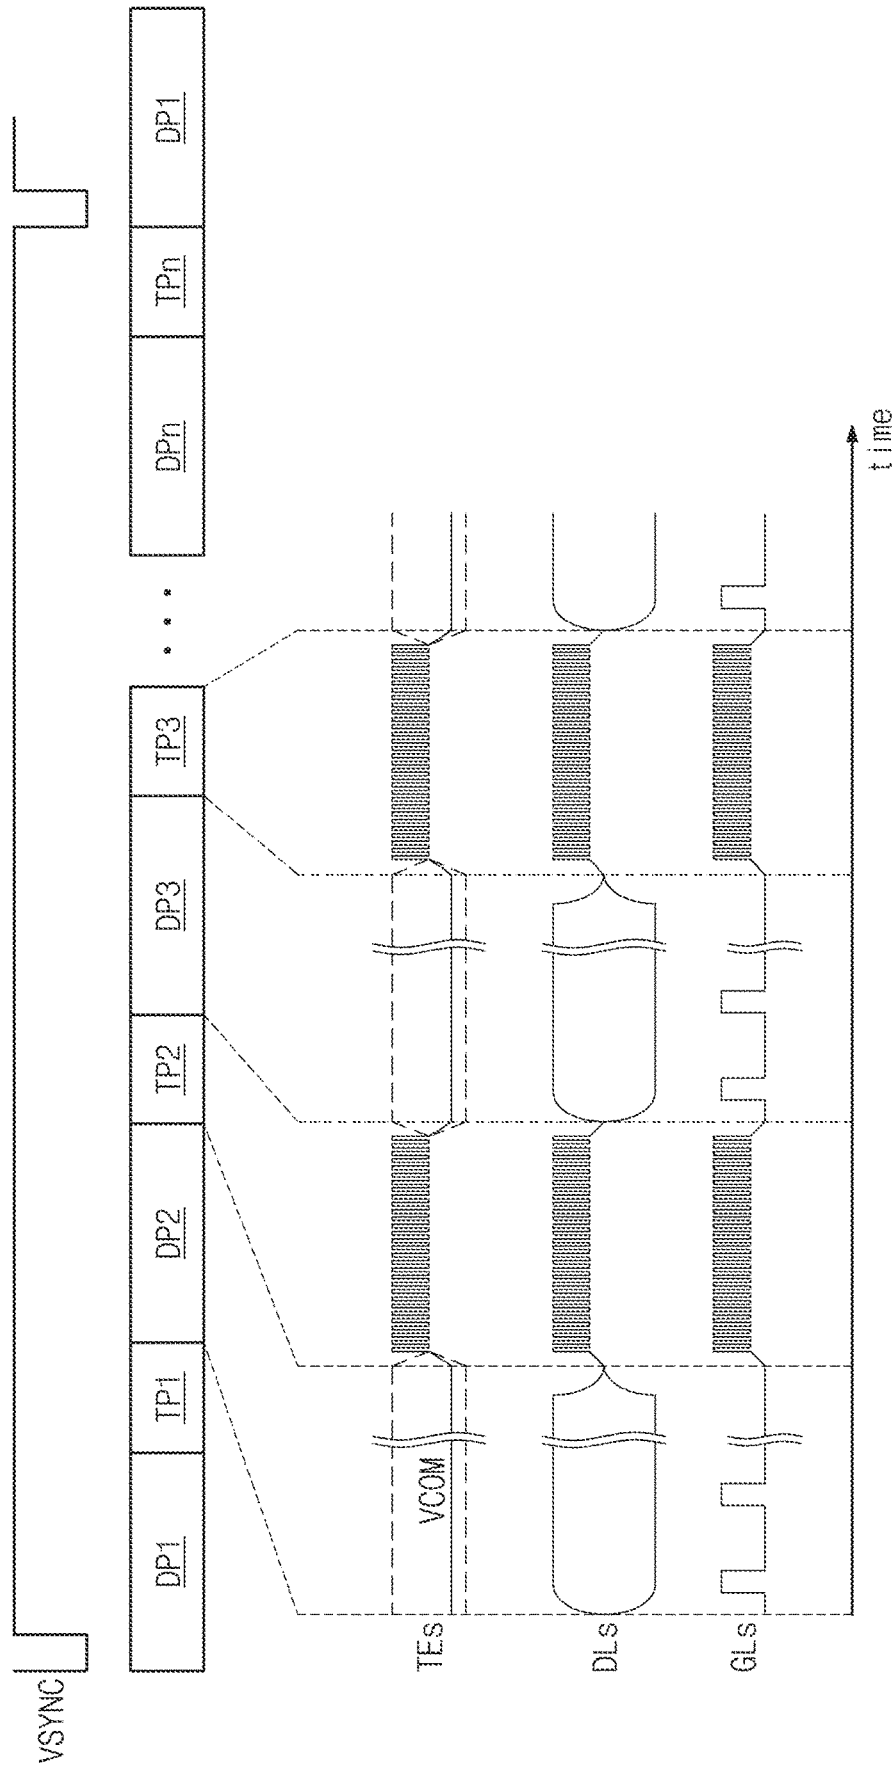 VSYNC
DP1
TP1
DP2
TP2
DP3
TP3
• • •
DPn
TPn
DP1
TEs
VCOM
DLs
GLs
time